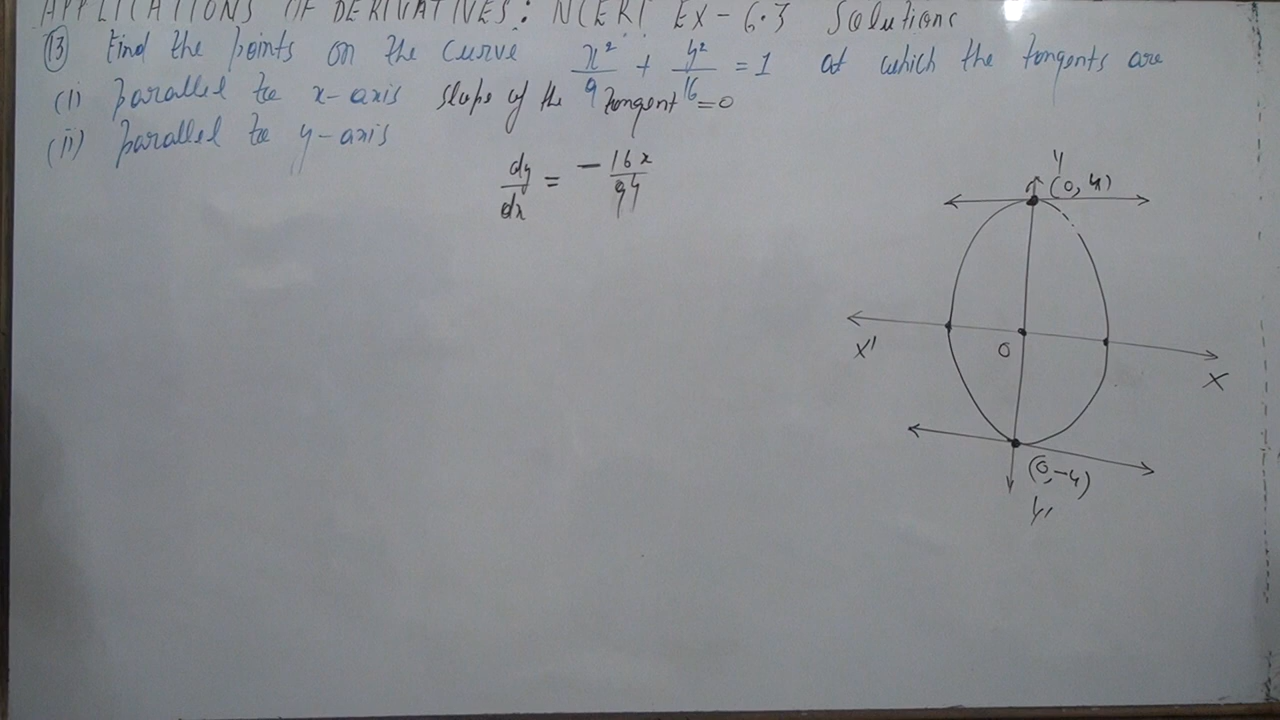 APPLICATIONS OF DERIVATIVES: NCERT EX-6.3 Solutions
(13) Find the points on the curve x²/9 + y²/16 = 1 at which the tangents are
(i) parallel to x-axis slope of the tangent = 0
(ii) parallel to y-axis
dy/dx = -16x/9y
Y
(0, 4)
X'
O
X
(0, -4)
Y'